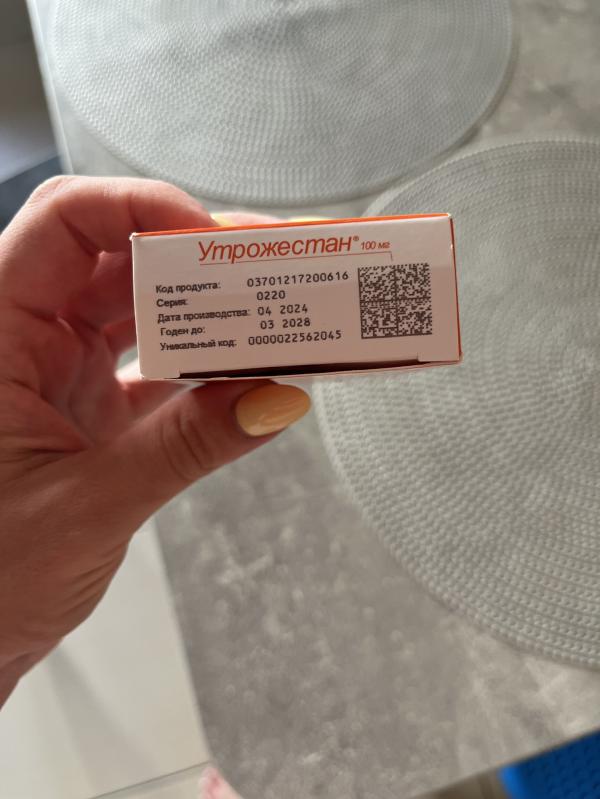 Утрожестан® 100 мг
Код продукта: 03701217200616
Серия: 0220
Дата производства: 04 2024
Годен до: 03 2028
Уникальный код: 0000022562045